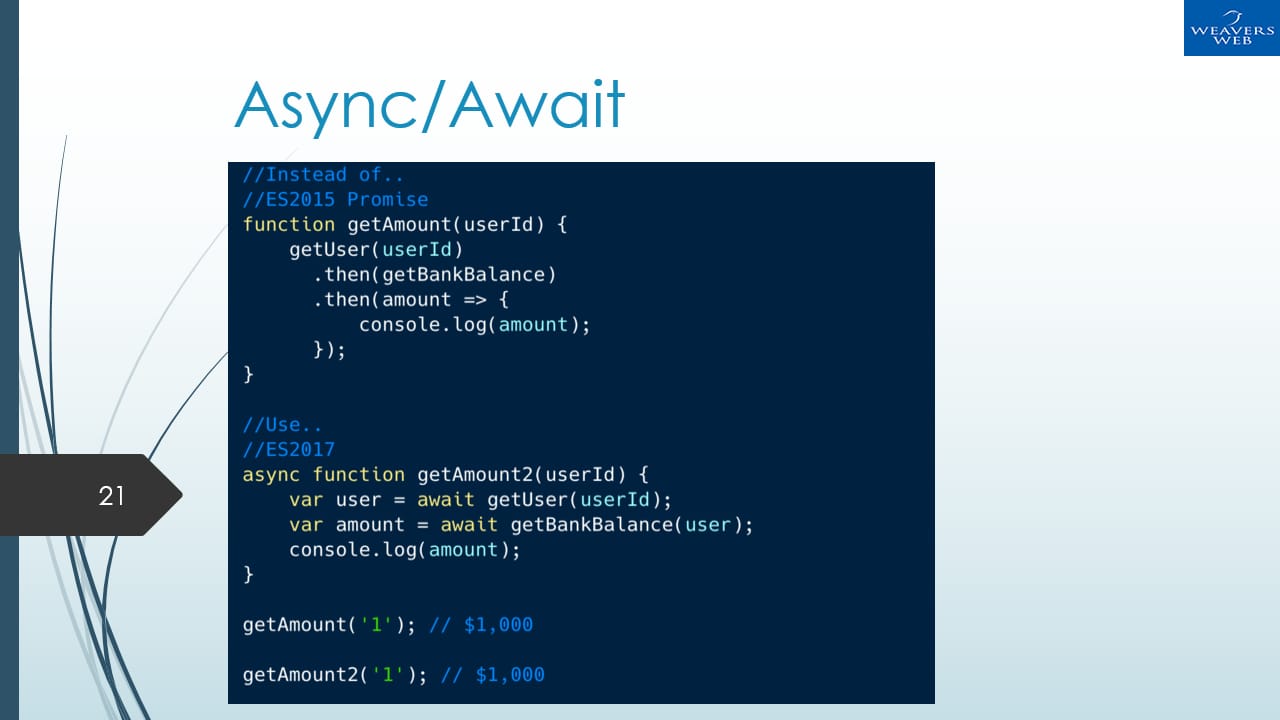 WEAVERS
WEB
Async/Await
//Instead of..
//ES2015 Promise
function getAmount(userId) {
    getUser(userId)
      .then(getBankBalance)
      .then(amount => {
          console.log(amount);
      });
}
//Use..
//ES2017
async function getAmount2(userId) {
    var user = await getUser(userId);
    var amount = await getBankBalance(user);
    console.log(amount);
}
getAmount('1'); // $1,000
getAmount2('1'); // $1,000
21